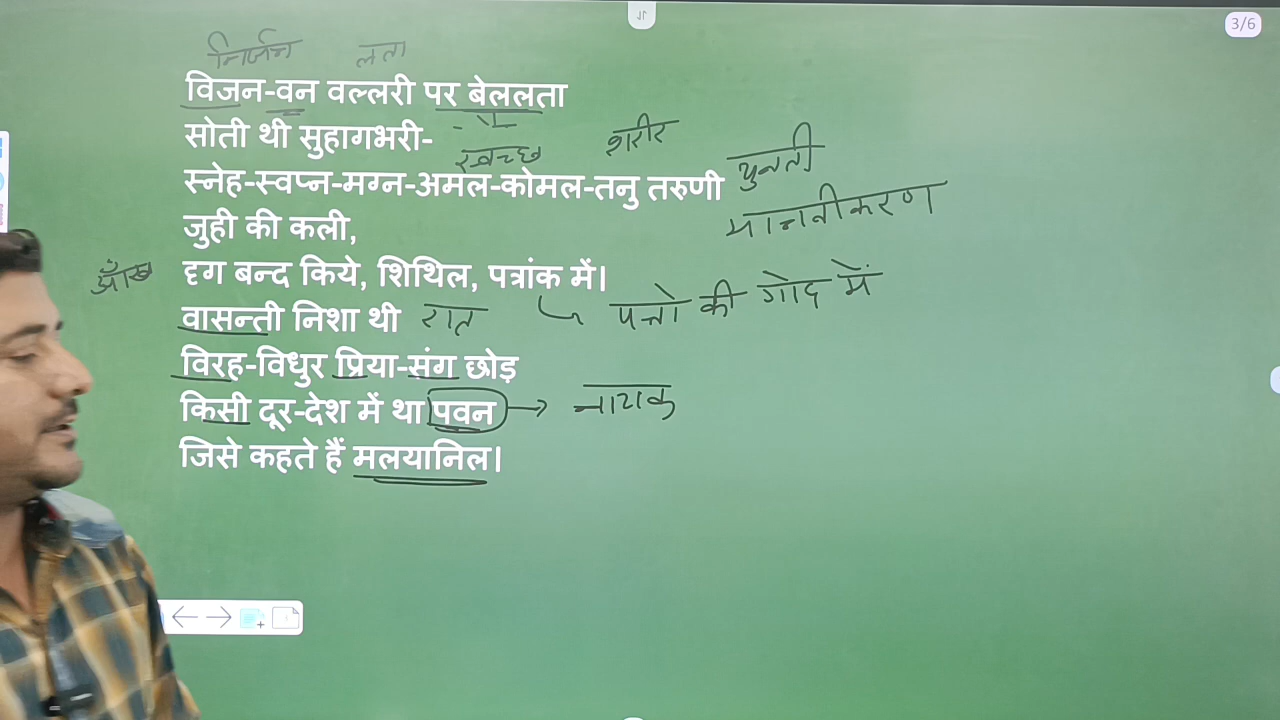 3/6
निर्जन लता
विजन-वन वल्लरी पर बेललता
सोती थी सुहागभरी-
स्वच्छ शरीर
स्नेह-स्वप्न-मग्न-अमल-कोमल-तनु तरुणी युवती
मानवीकरण
जुही की कली,
आँख दृग बन्द किये, शिथिल, पत्रांक में। पत्तो की गोद में
वासन्ती निशा थी रात
विरह-विधुर प्रिया-संग छोड़
किसी दूर-देश में था पवन → नायक
जिसे कहते हैं मलयानिल।